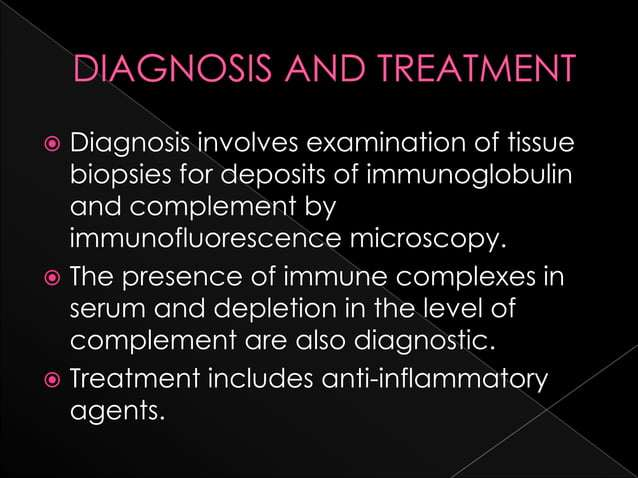 DIAGNOSIS AND TREATMENT
Diagnosis involves examination of tissue
biopsies for deposits of immunoglobulin
and complement by
immunofluorescence microscopy.
The presence of immune complexes in
serum and depletion in the level of
complement are also diagnostic.
Treatment includes anti-inflammatory
agents.